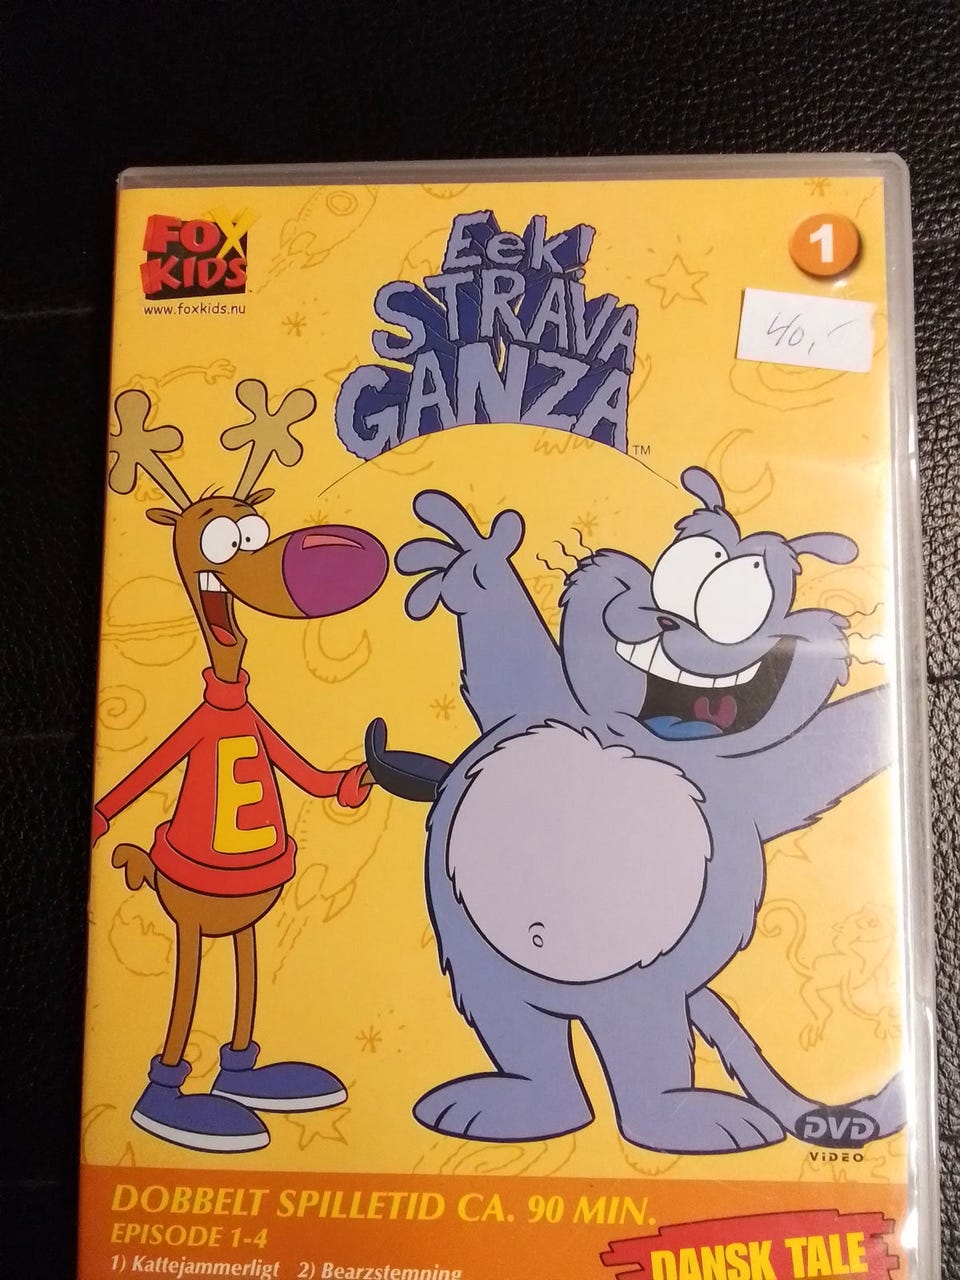 FOX
KIDS
www.foxkids.nu
Eek!
STRAVA
GANZA
TM
1
40,-
E
DVD
VIDEO
DOBBELT SPILLETID CA. 90 MIN.
EPISODE 1-4
1) Kattejammerligt 2) Bearzstemning
DANSK TALE